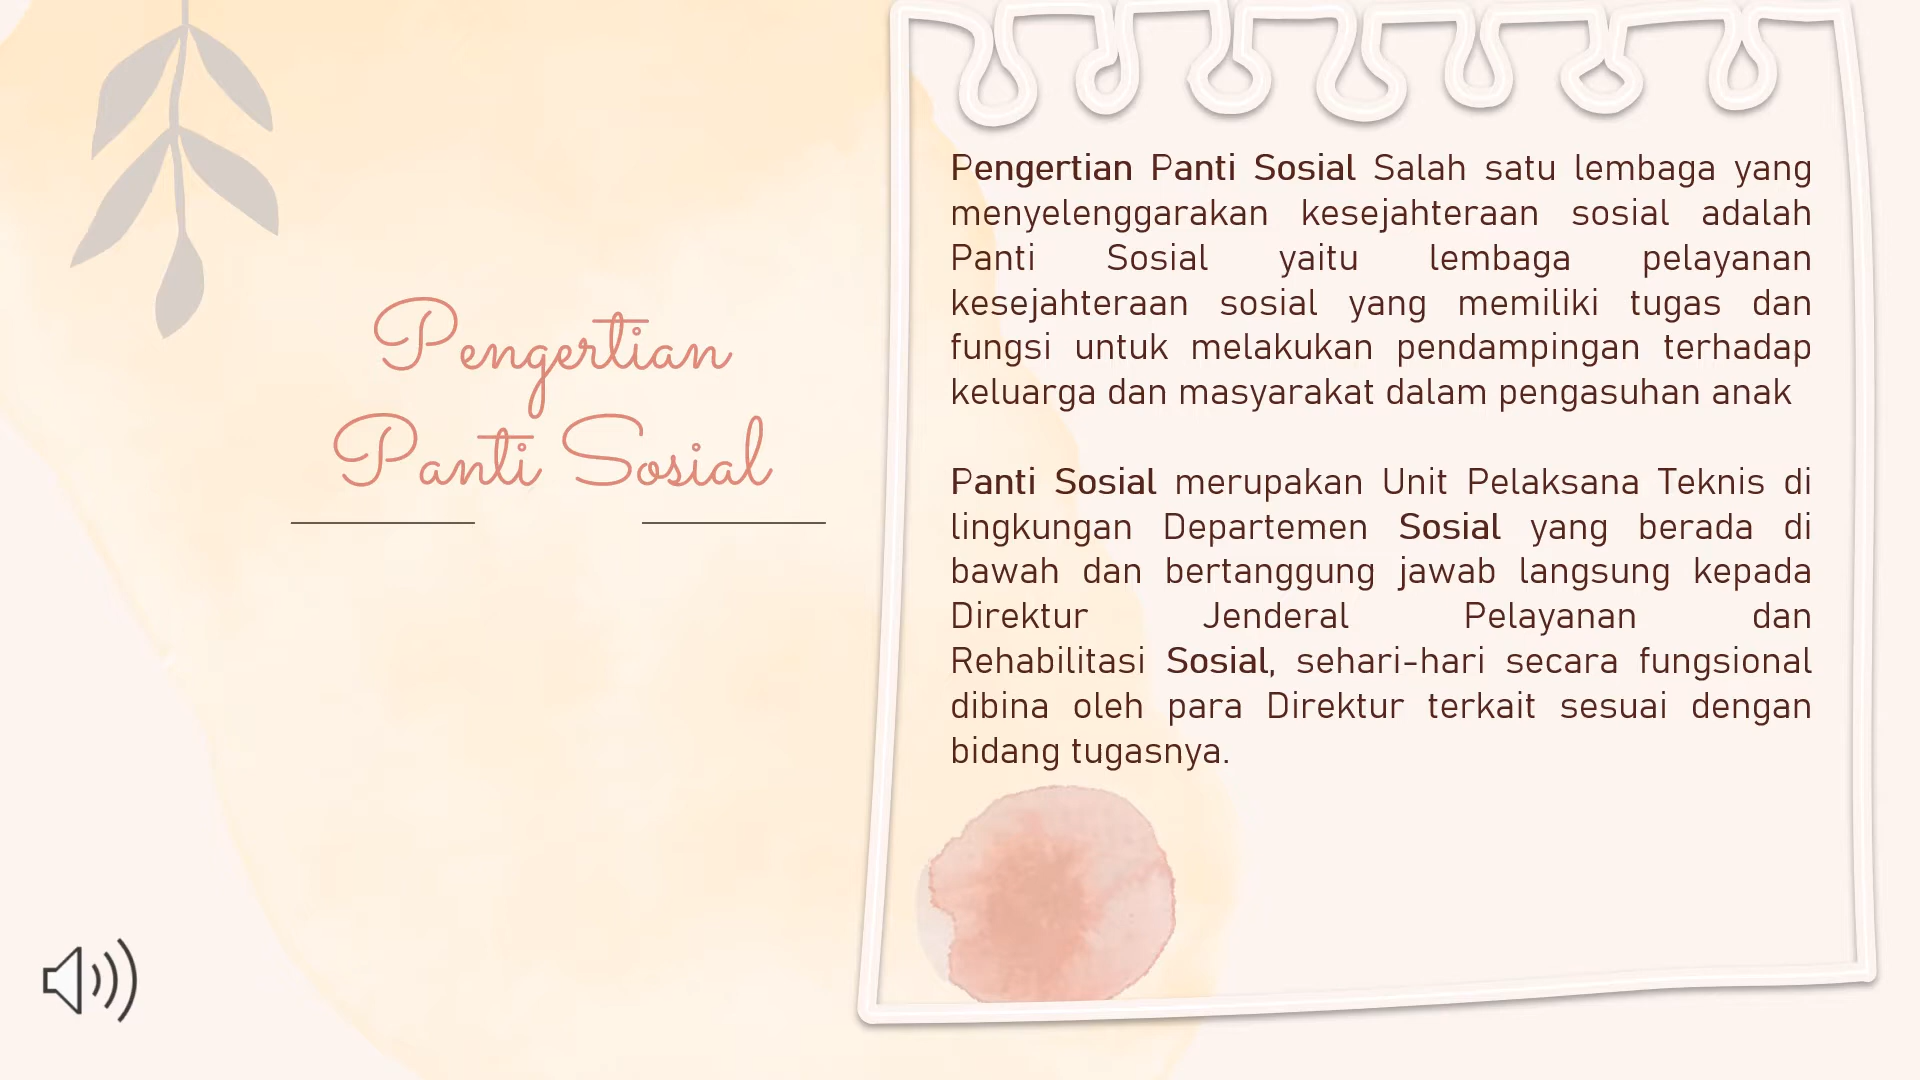 Pengertian
Panti Sosial
Pengertian Panti Sosial Salah satu lembaga yang
menyelenggarakan kesejahteraan sosial adalah
Panti Sosial yaitu lembaga pelayanan
kesejahteraan sosial yang memiliki tugas dan
fungsi untuk melakukan pendampingan terhadap
keluarga dan masyarakat dalam pengasuhan anak
Panti Sosial merupakan Unit Pelaksana Teknis di
lingkungan Departemen Sosial yang berada di
bawah dan bertanggung jawab langsung kepada
Direktur Jenderal Pelayanan dan
Rehabilitasi Sosial, sehari-hari secara fungsional
dibina oleh para Direktur terkait sesuai dengan
bidang tugasnya.